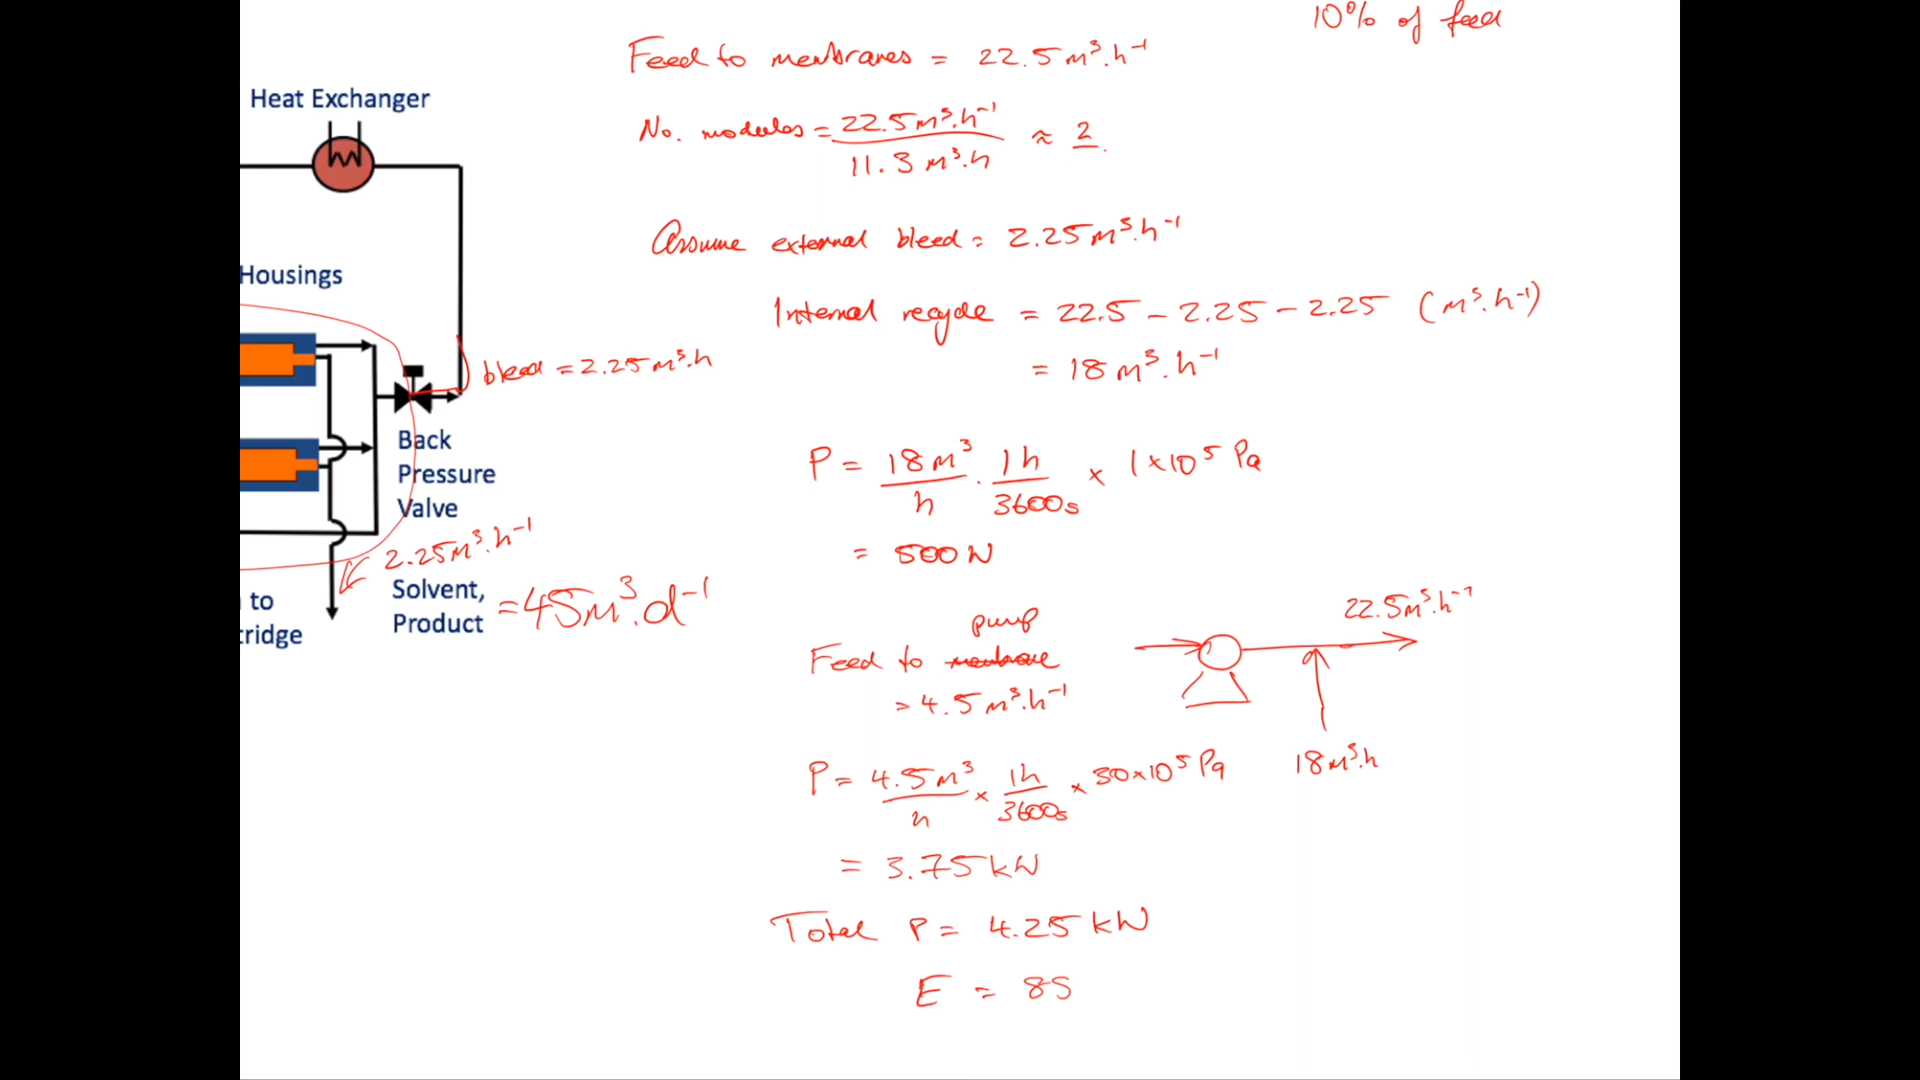 10% of feed
Feed to membranes = 22.5 m³.h⁻¹
Heat Exchanger
No. modules = 22.5 m³.h⁻¹ / 11.3 m³.h ≈ 2.
Assume external bleed = 2.25 m³.h⁻¹
Housings
Internal recycle = 22.5 - 2.25 - 2.25 (m³.h⁻¹)
= 18 m³.h⁻¹
bleed = 2.25 m³.h
Back
Pressure
Valve
P = 18 m³/h . 1h/3600s × 1×10⁵ Pa
= 500 W
2.25 m³.h⁻¹
Solvent,
Product
= 45 m³.d⁻¹
to
tridge
pump
Feed to membrane
= 4.5 m³.h⁻¹
22.5 m³.h⁻¹
18 m³.h
P = 4.5 m³/h × 1h/3600s × 30×10⁵ Pa
= 3.75 kW
Total P = 4.25 kW
E = 85